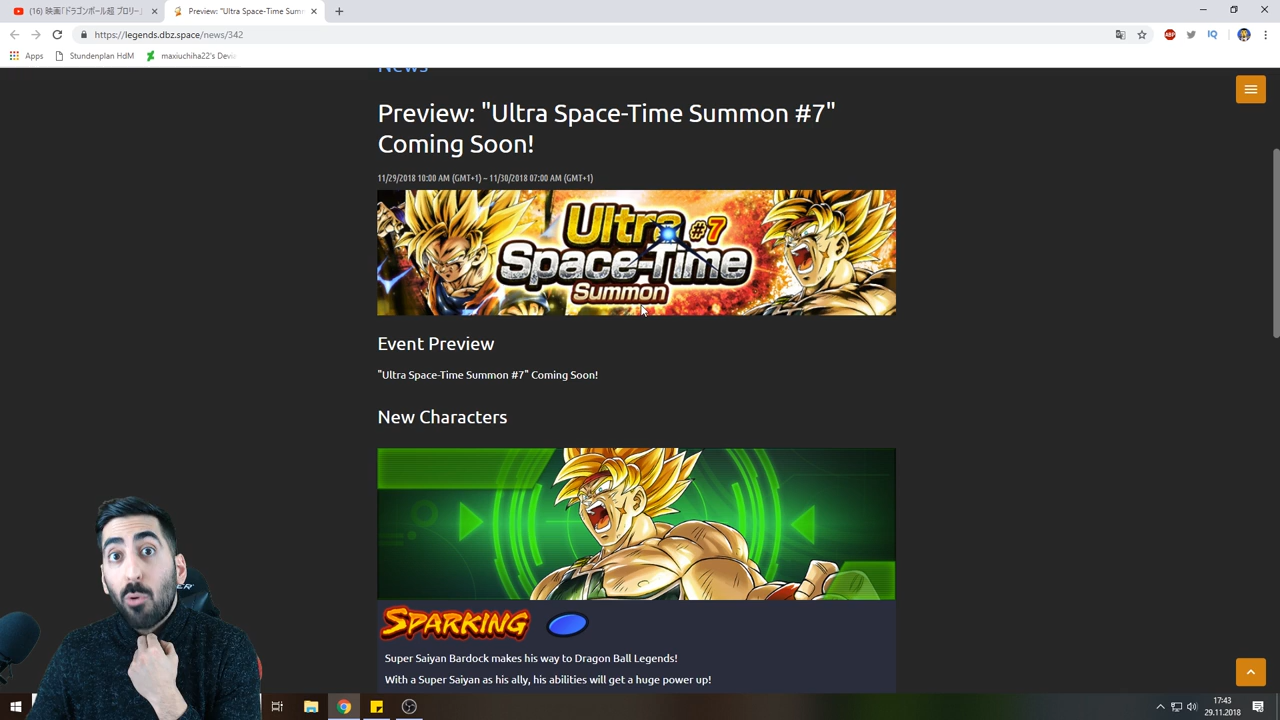 (16) 映画「ドラゴンボール超 ブロリー」
Preview: "Ultra Space-Time Summ
https://legends.dbz.space/news/342
ABP
IQ
Apps
Stundenplan HdM
maxiuchiha22's Devia
News
Preview: "Ultra Space-Time Summon #7"
Coming Soon!
11/29/2018 10:00 AM (GMT+1) – 11/30/2018 07:00 AM (GMT+1)
Ultra #7
Space-Time
Summon
Event Preview
"Ultra Space-Time Summon #7" Coming Soon!
New Characters
SPARKING
Super Saiyan Bardock makes his way to Dragon Ball Legends!
With a Super Saiyan as his ally, his abilities will get a huge power up!
17:43
29.11.2018